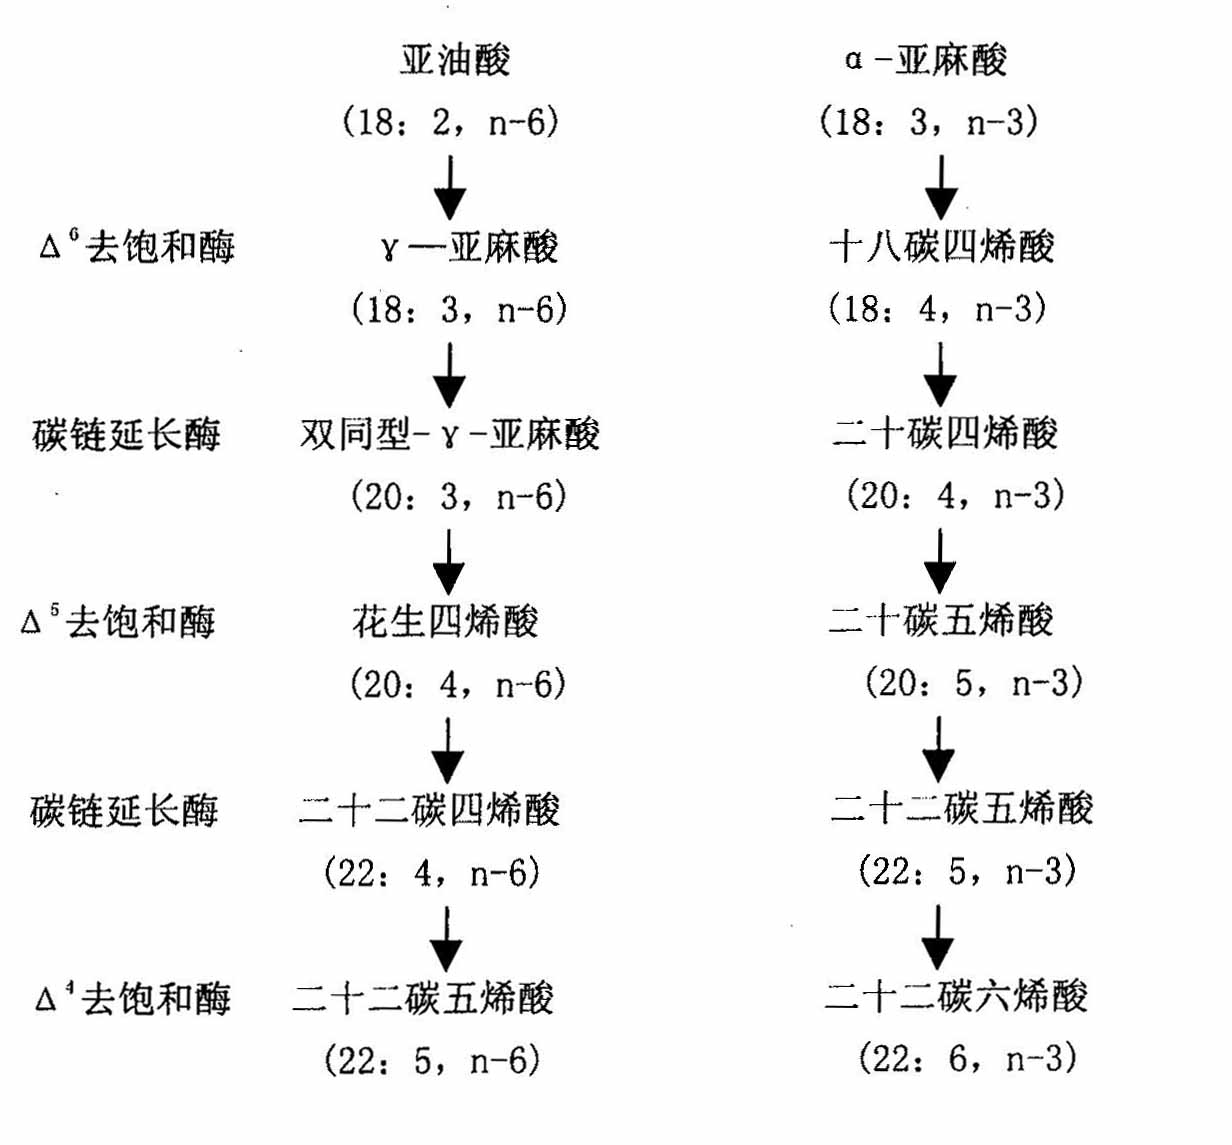 亚油酸 α-亚麻酸
(18: 2, n-6) (18: 3, n-3)
Δ⁶去饱和酶 γ—亚麻酸 十八碳四烯酸
(18: 3, n-6) (18: 4, n-3)
碳链延长酶 双同型-γ-亚麻酸 二十碳四烯酸
(20: 3, n-6) (20: 4, n-3)
Δ⁵去饱和酶 花生四烯酸 二十碳五烯酸
(20: 4, n-6) (20: 5, n-3)
碳链延长酶 二十二碳四烯酸 二十二碳五烯酸
(22: 4, n-6) (22: 5, n-3)
Δ⁴去饱和酶 二十二碳五烯酸 二十二碳六烯酸
(22: 5, n-6) (22: 6, n-3)